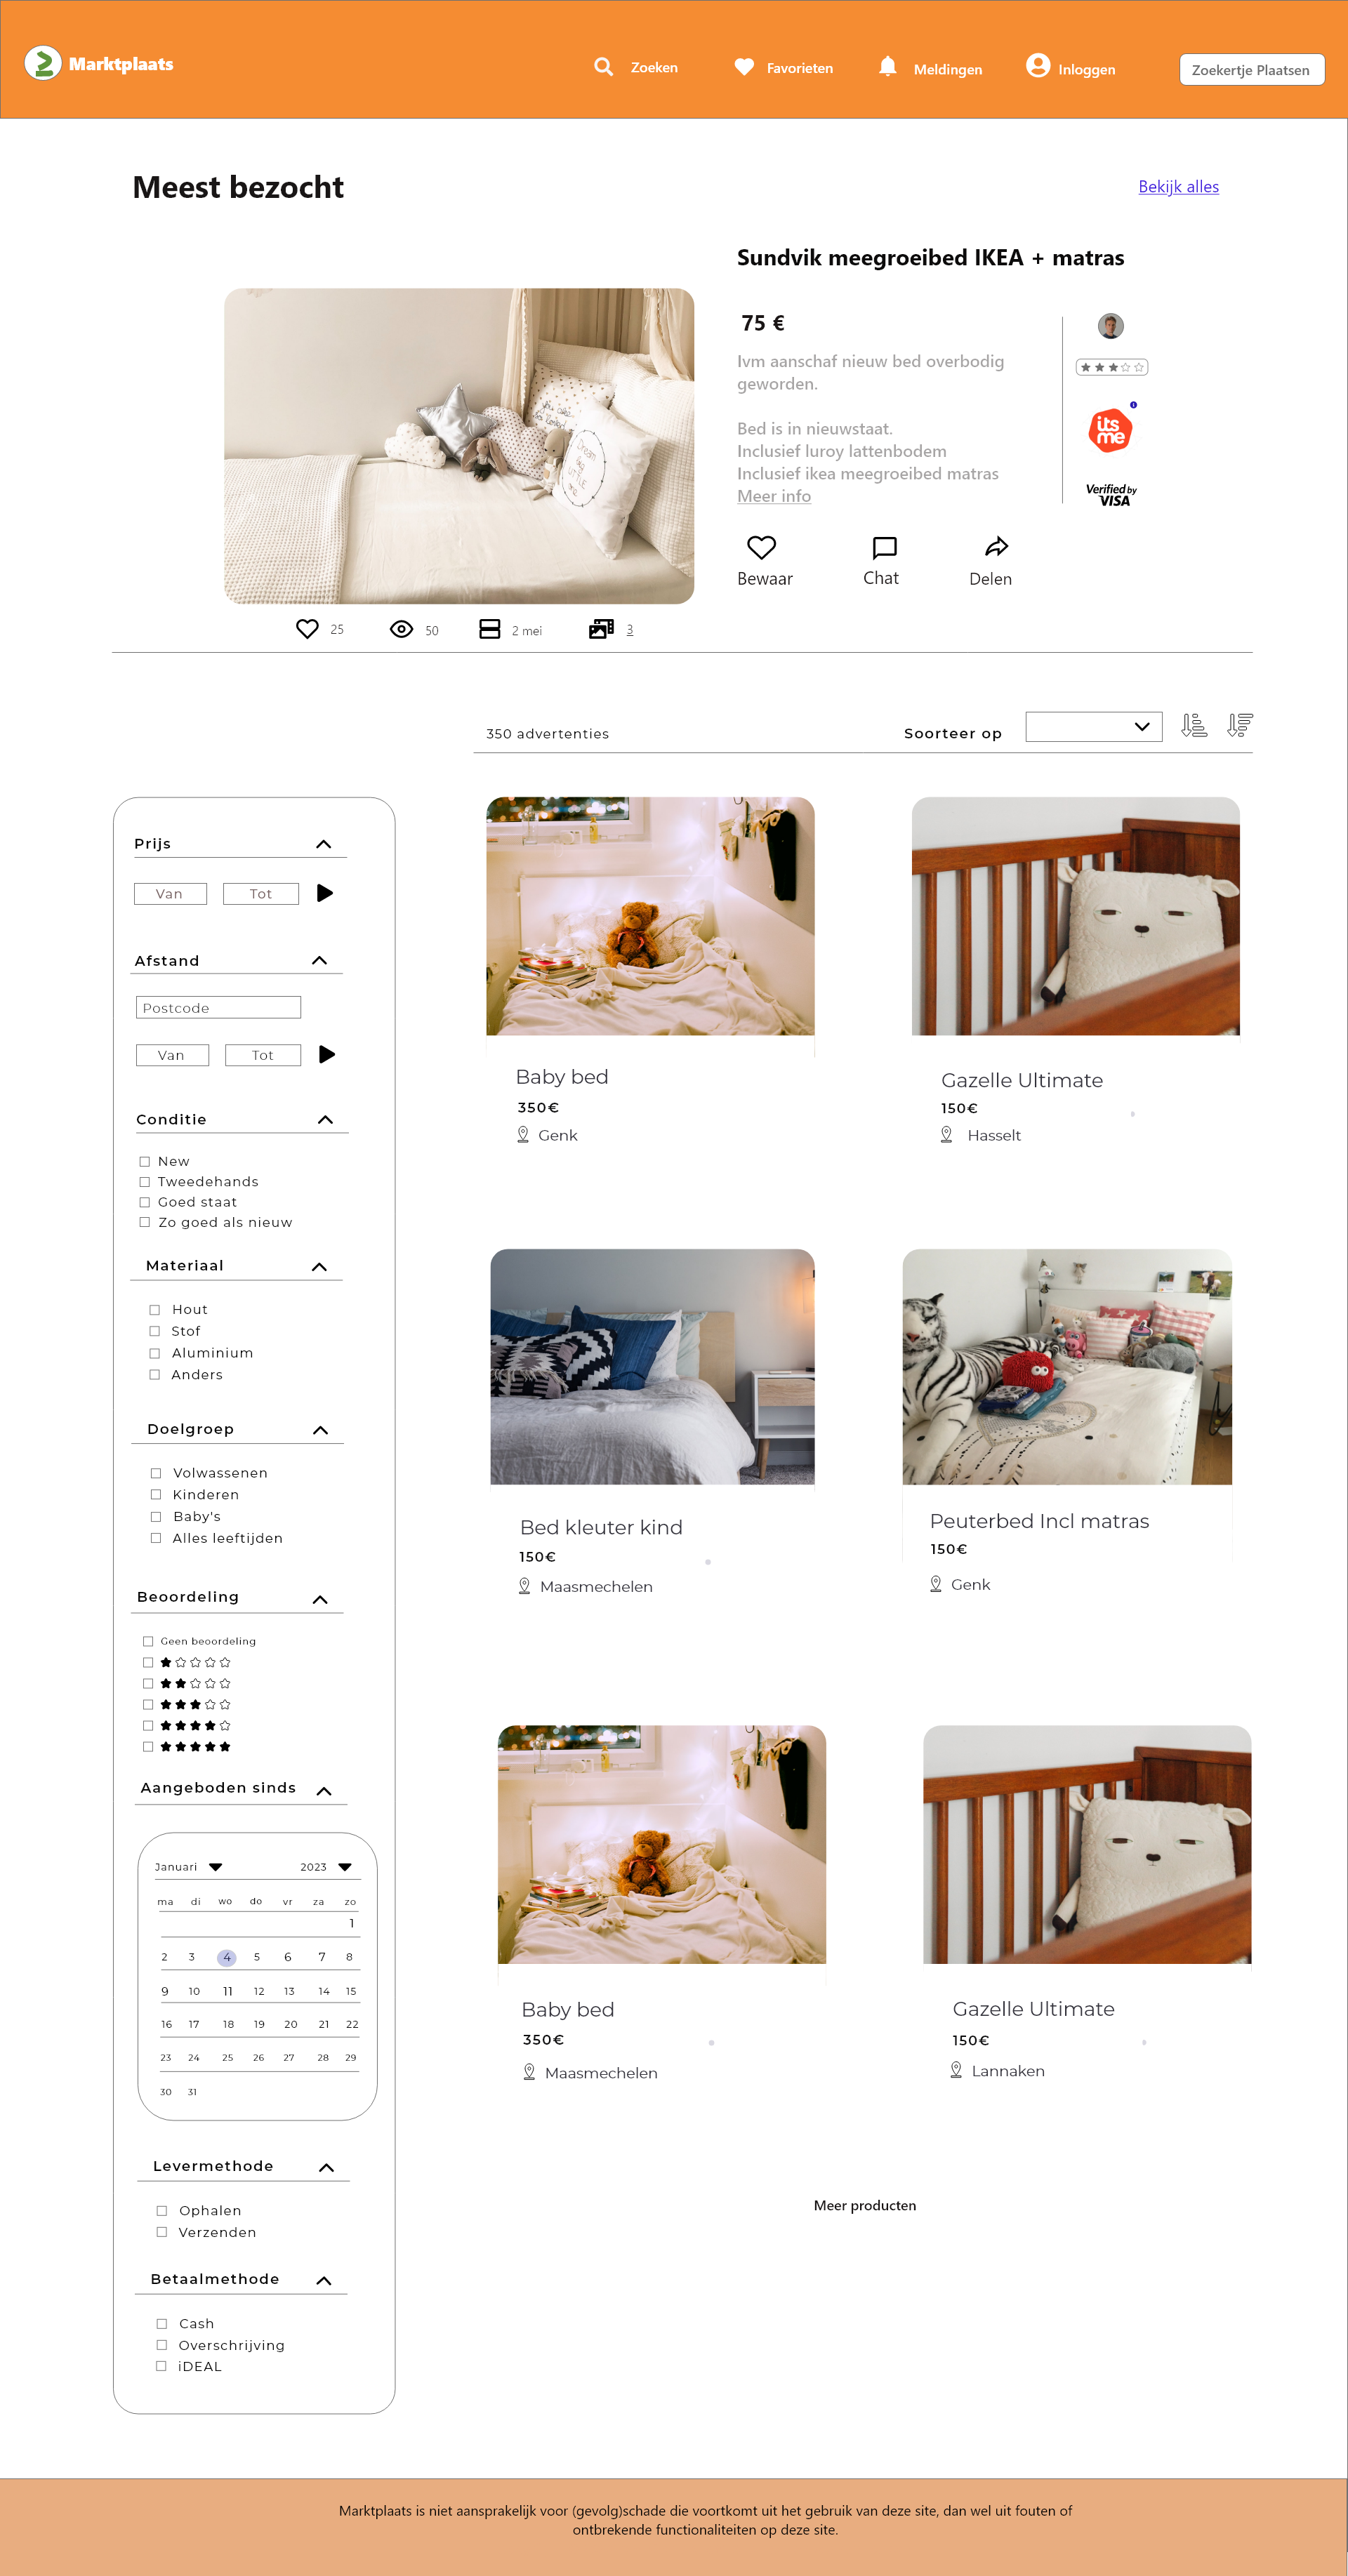 Marktplaats
Zoeken
Favorieten
Meldingen
Inloggen
Zoekertje Plaatsen
Meest bezocht
Bekijk alles
Sundvik meegroeibed IKEA + matras
75 €
Ivm aanschaf nieuw bed overbodig
geworden.
Bed is in nieuwstaat.
Inclusief luroy lattenbodem
Inclusief ikea meegroeibed matras
Meer info
its
me
Verified by
VISA
Bewaar
Chat
Delen
25
50
2 mei
3
350 advertenties
Soorteer op
Prijs
Van
Tot
Afstand
Postcode
Van
Tot
Conditie
New
Tweedehands
Goed staat
Zo goed als nieuw
Materiaal
Hout
Stof
Aluminium
Anders
Doelgroep
Volwassenen
Kinderen
Baby's
Alles leeftijden
Beoordeling
Geen beoordeling
Aangeboden sinds
Januari 2023
ma di wo do vr za zo
1
2 3 4 5 6 7 8
9 10 11 12 13 14 15
16 17 18 19 20 21 22
23 24 25 26 27 28 29
30 31
Levermethode
Ophalen
Verzenden
Betaalmethode
Cash
Overschrijving
iDEAL
Baby bed
350€
Genk
Gazelle Ultimate
150€
Hasselt
Bed kleuter kind
150€
Maasmechelen
Peuterbed Incl matras
150€
Genk
Baby bed
350€
Maasmechelen
Gazelle Ultimate
150€
Lannaken
Meer producten
Marktplaats is niet aansprakelijk voor (gevolg)schade die voortkomt uit het gebruik van deze site, dan wel uit fouten of
ontbrekende functionaliteiten op deze site.